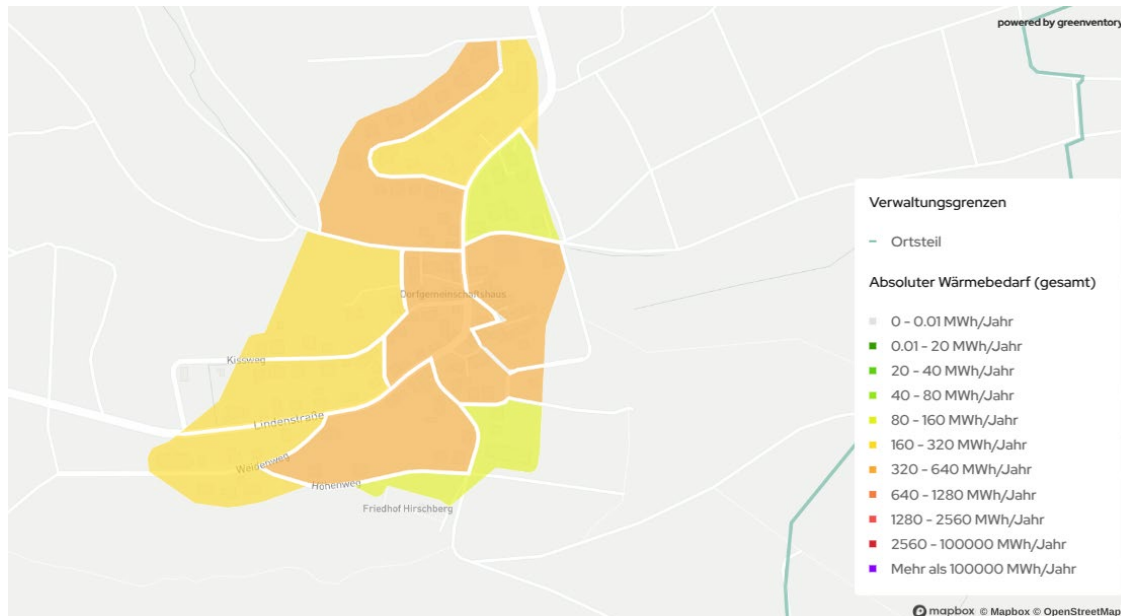 powered by greenventory
Verwaltungsgrenzen
Ortsteil
Absoluter Wärmebedarf (gesamt)
0 - 0.01 MWh/Jahr
0.01 - 20 MWh/Jahr
20 - 40 MWh/Jahr
40 - 80 MWh/Jahr
80 - 160 MWh/Jahr
160 - 320 MWh/Jahr
320 - 640 MWh/Jahr
640 - 1280 MWh/Jahr
1280 - 2560 MWh/Jahr
2560 - 100000 MWh/Jahr
Mehr als 100000 MWh/Jahr
Dorfgemeinschaftshaus
Kissweg
Lindenstraße
Weidenweg
Höhenweg
Friedhof Hirschberg
mapbox © Mapbox © OpenStreetMap